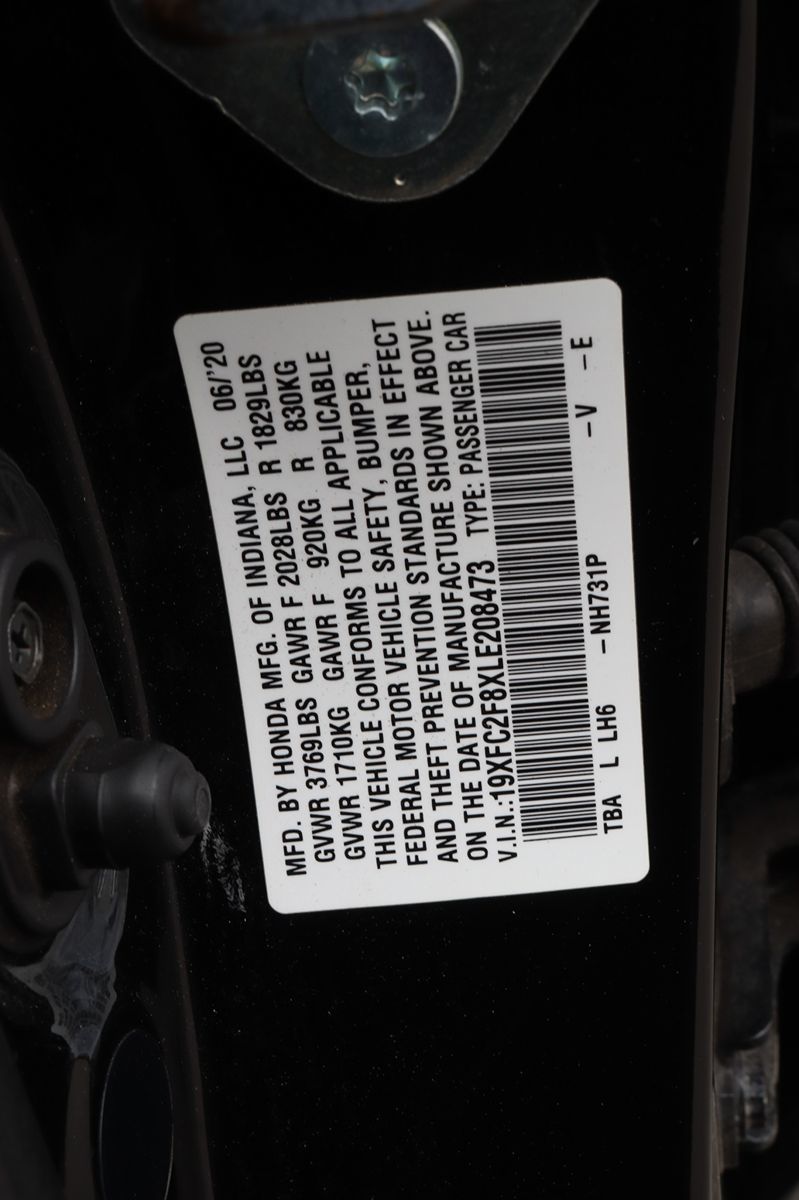 MFD. BY HONDA MFG. OF INDIANA, LLC 06/'20
GVWR 3769LBS GAWR F 2028LBS R 1829LBS
GVWR 1710KG GAWR F 920KG R 830KG
THIS VEHICLE CONFORMS TO ALL APPLICABLE
FEDERAL MOTOR VEHICLE SAFETY, BUMPER,
AND THEFT PREVENTION STANDARDS IN EFFECT
ON THE DATE OF MANUFACTURE SHOWN ABOVE.
V.I.N.:19XFC2F8XLE208473 TYPE: PASSENGER CAR
TBA L LH6 -NH731P -V -E